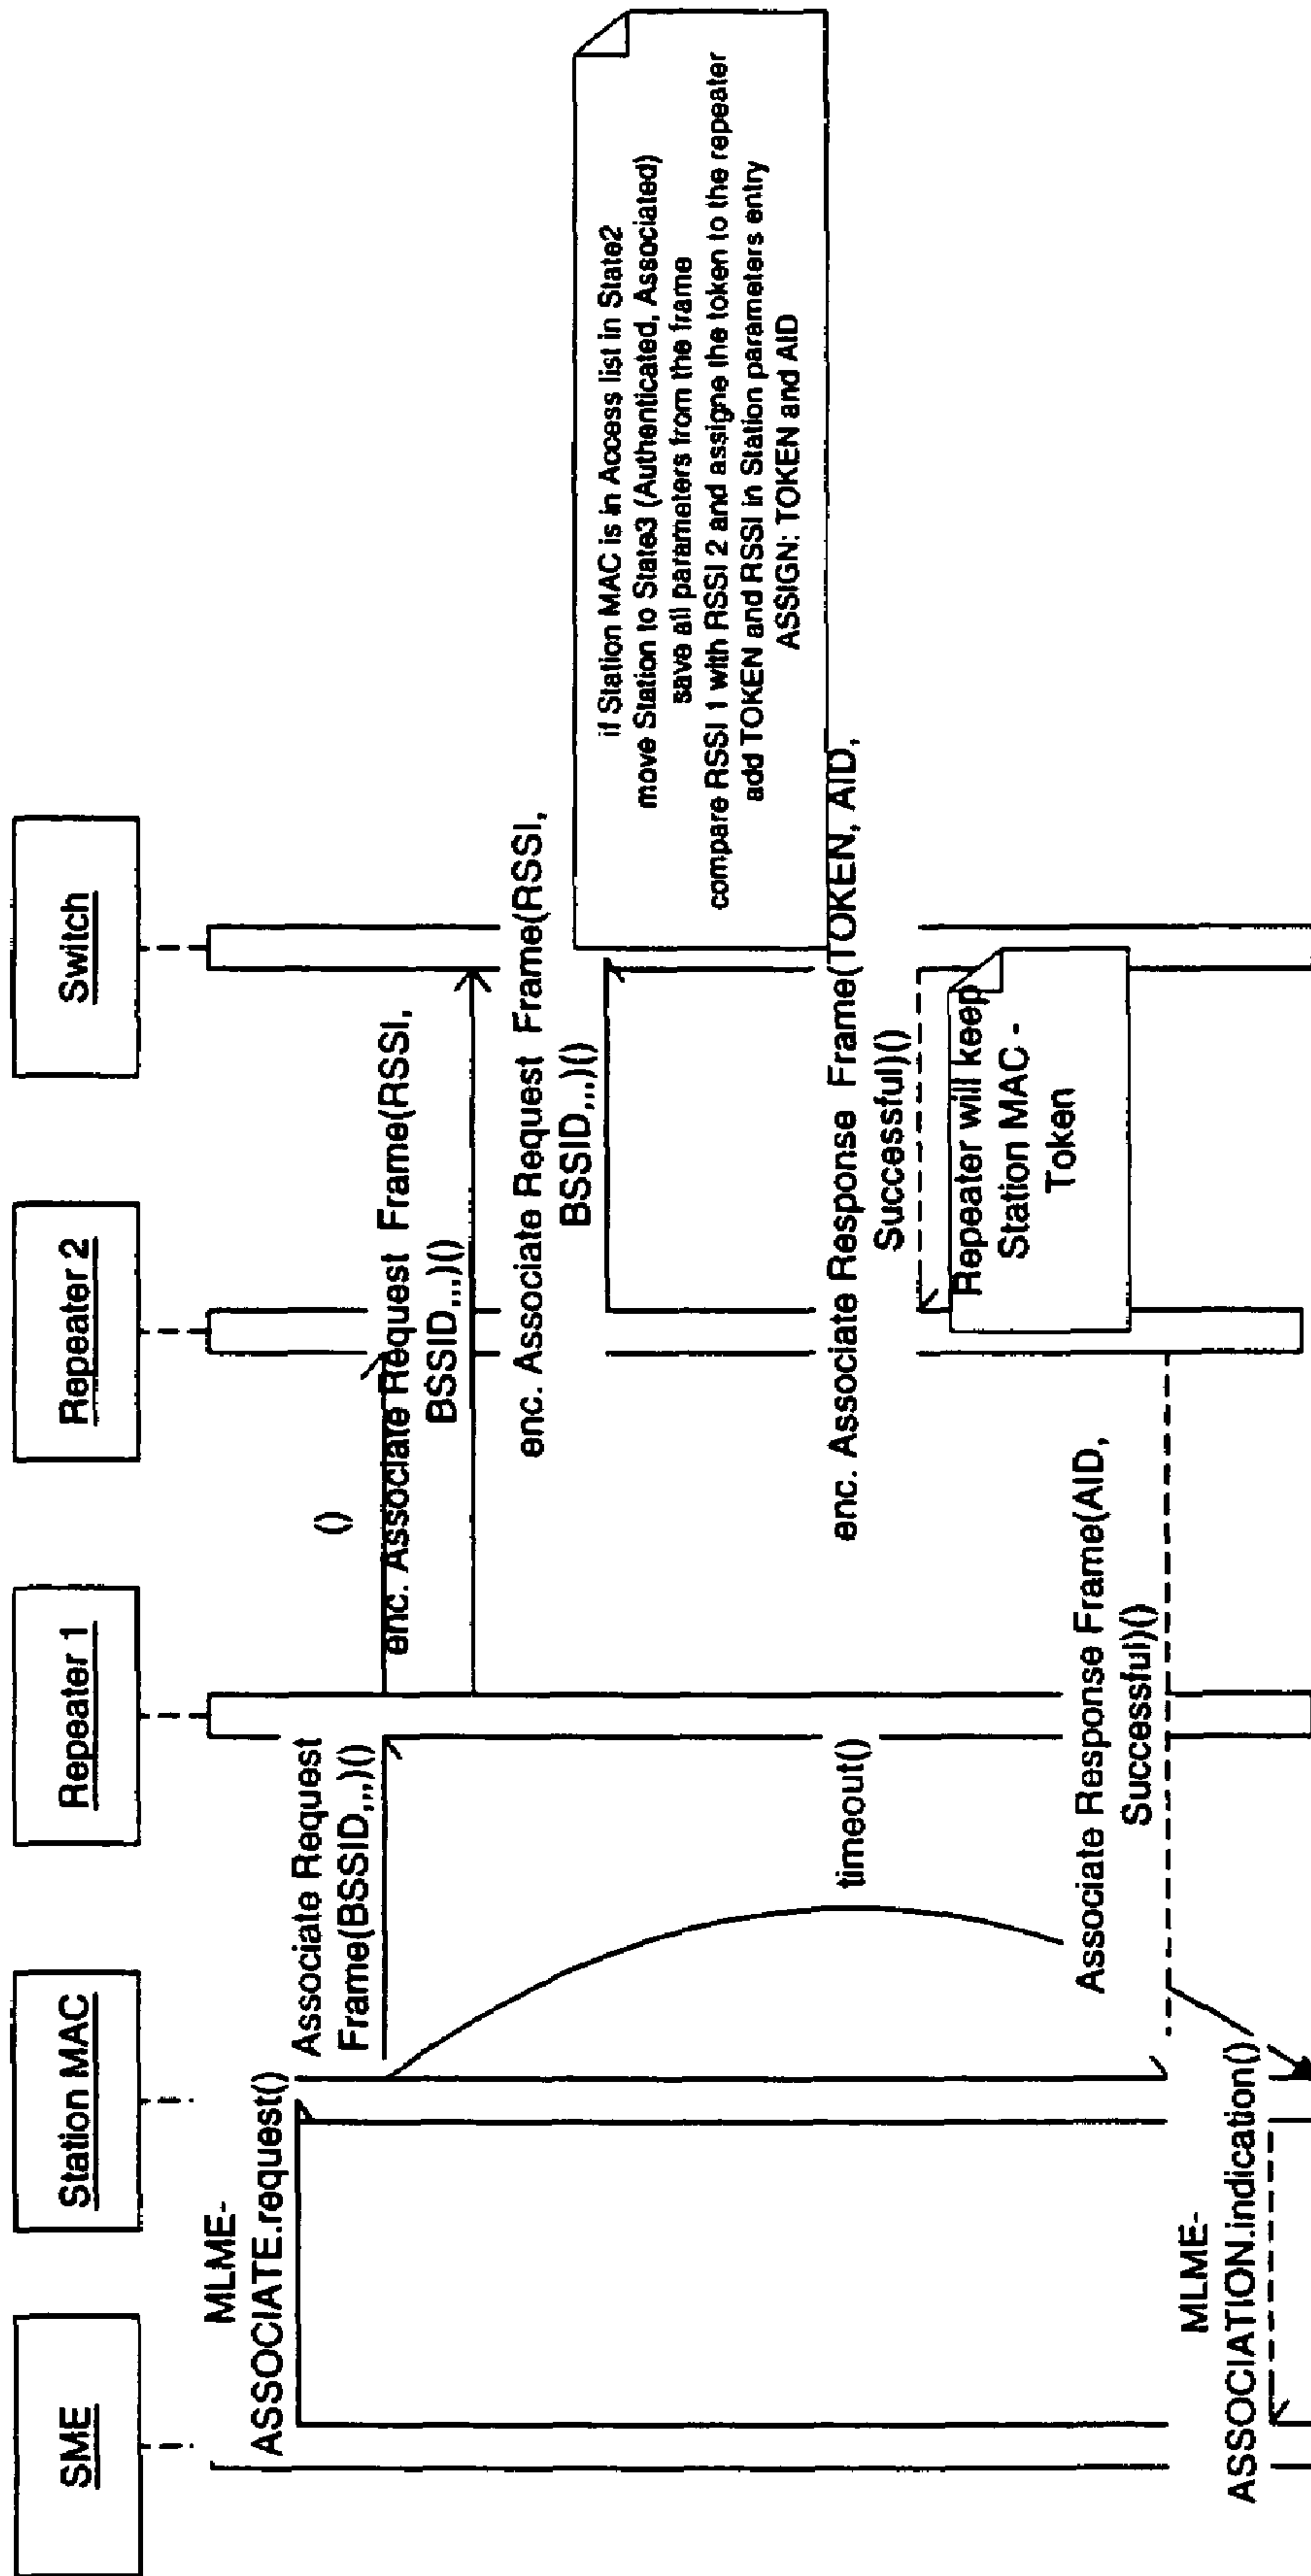 SME
Station MAC
Repeater 1
Repeater 2
Switch
MLME-
ASSOCIATE.request()
Associate Request
Frame(BSSID,,,)()
()
enc. Associate Request Frame(RSSI,
BSSID,,,)()
enc. Associate Request Frame(RSSI,
BSSID,,,)()
if Station MAC is in Access list in State2
move Station to State3 (Authenticated, Associated)
save all parameters from the frame
compare RSSI 1 with RSSI 2 and assigne the token to the repeater
add TOKEN and RSSI in Station parameters entry
ASSIGN: TOKEN and AID
timeout()
enc. Associate Response Frame(TOKEN, AID,
Successful)()
Repeater will keep
Station MAC -
Token
Associate Response Frame(AID,
Successful)()
MLME-
ASSOCIATION.indication()